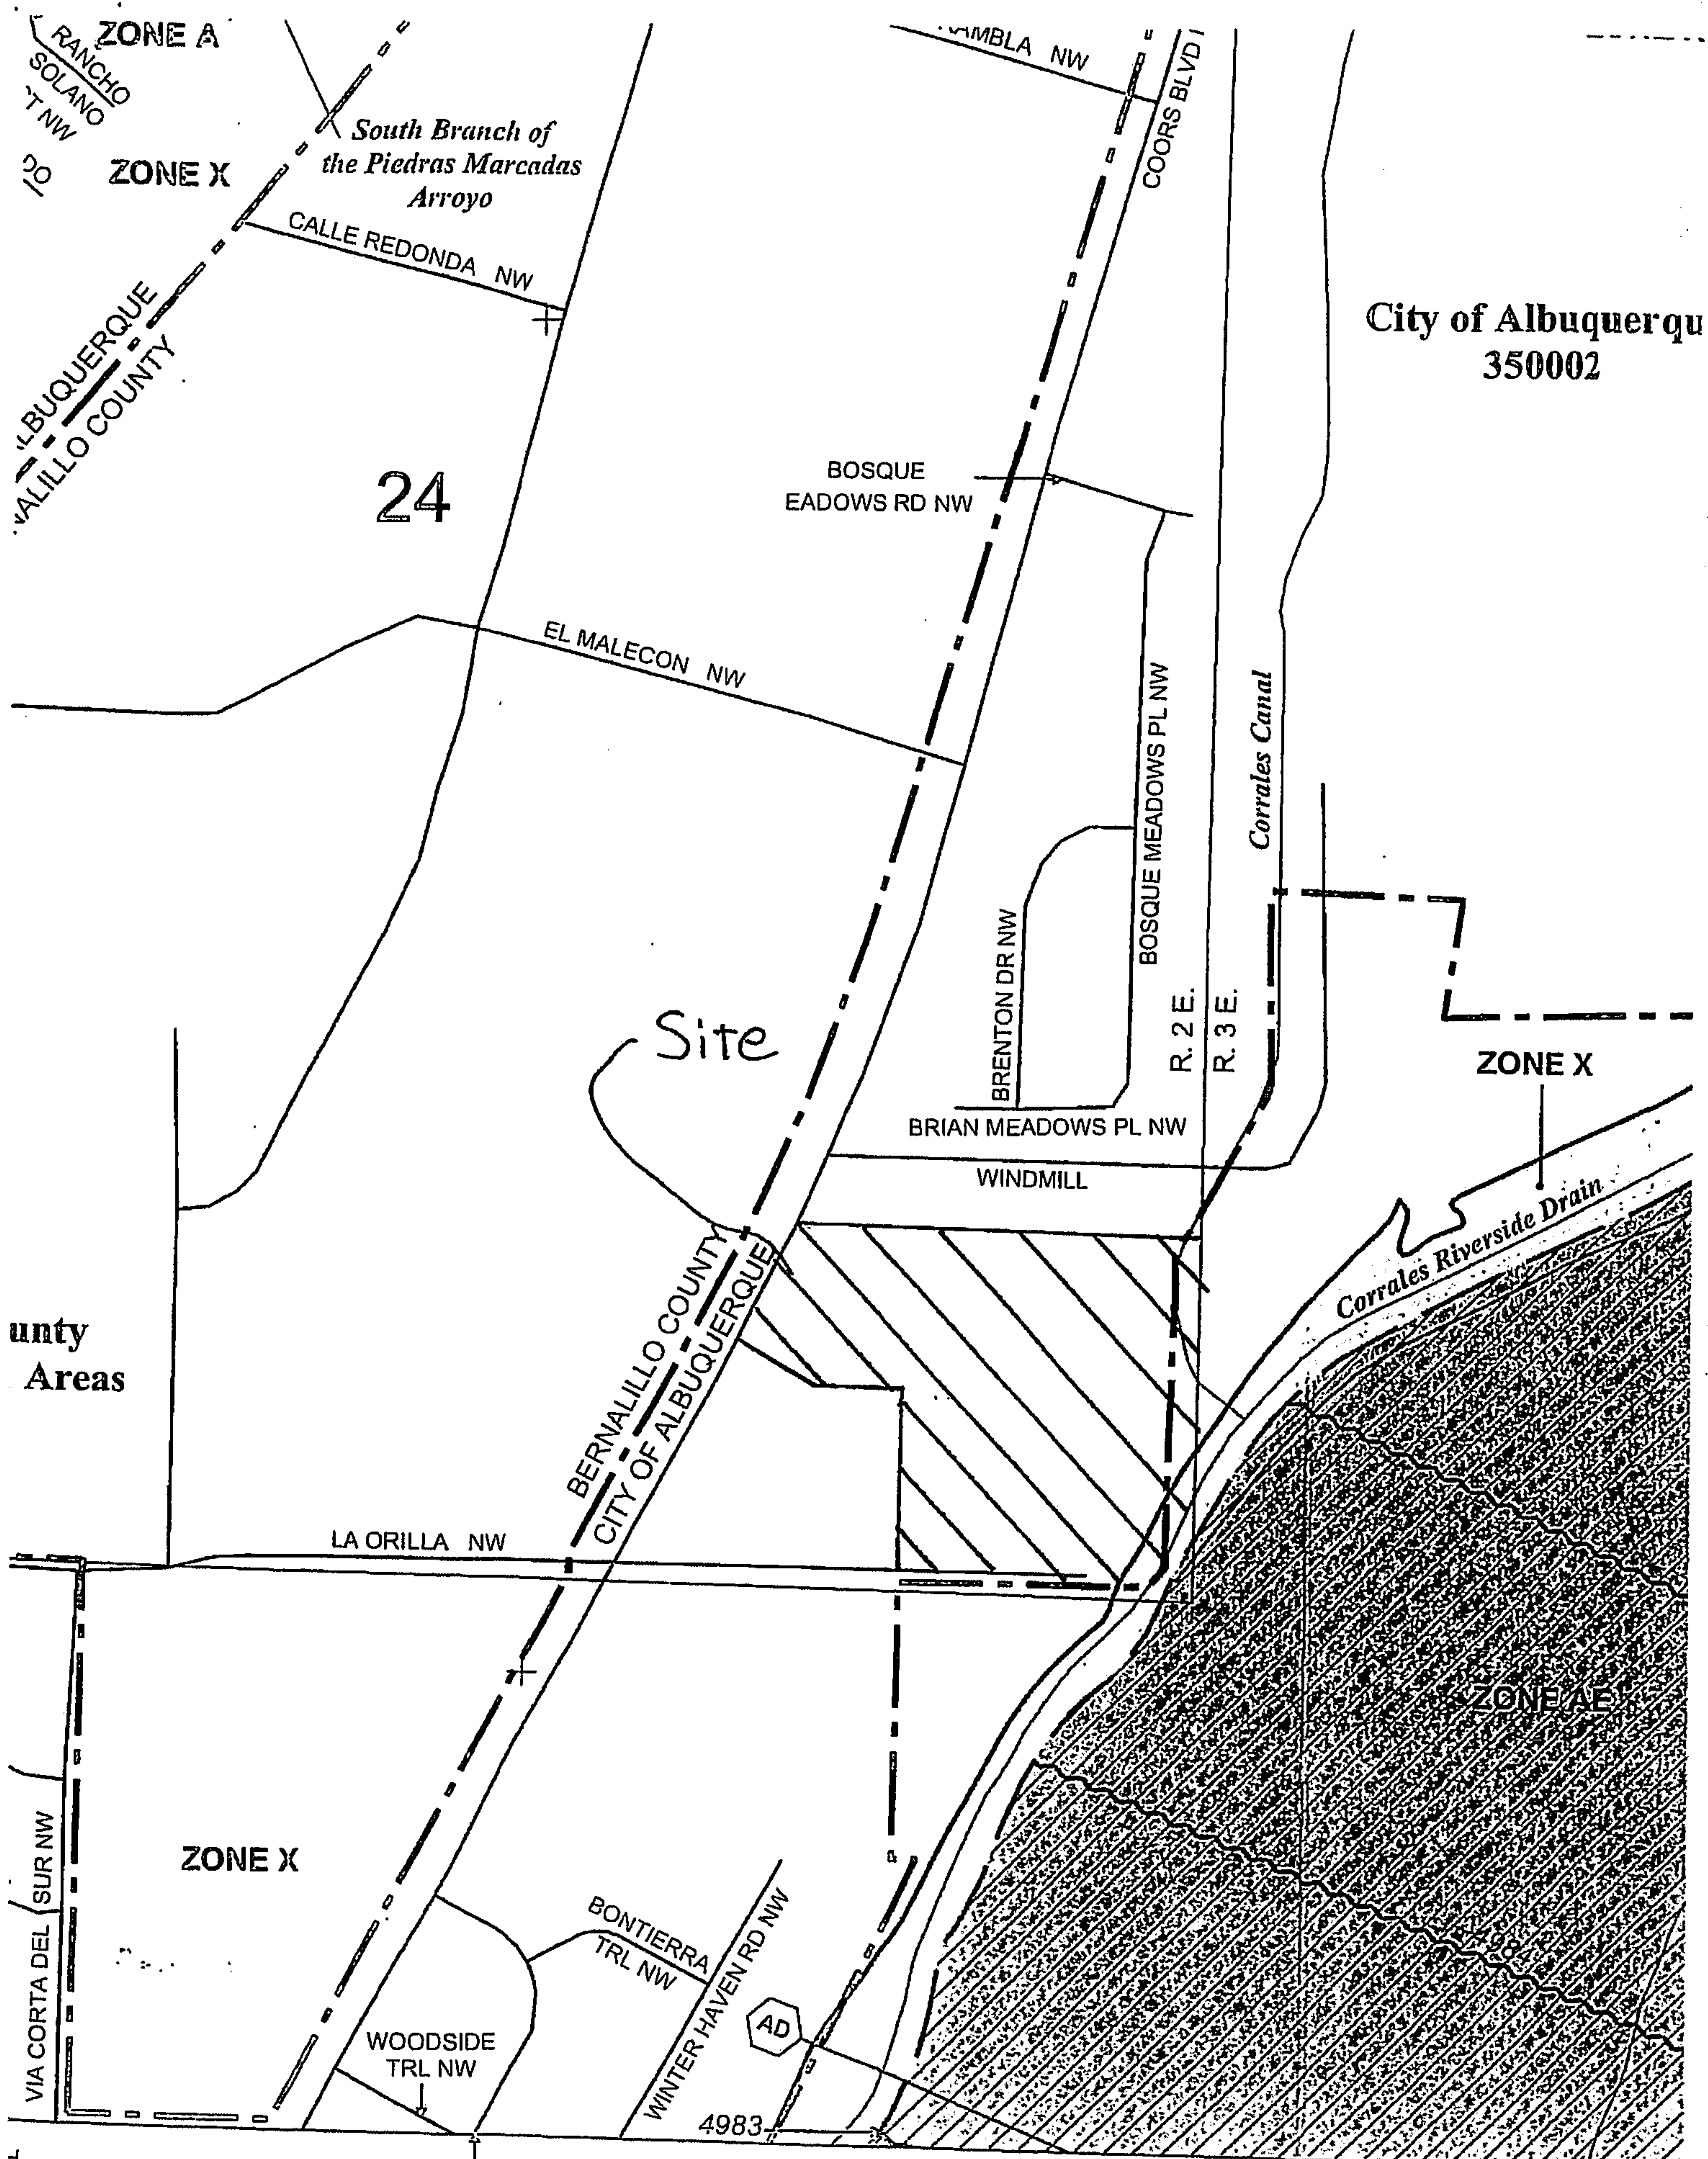 ZONE A
RANCHO
SOLANO
NW
ZONE X
South Branch of
the Piedras Marcadas
Arroyo
CALLE REDONDA NW
NW
COORS BLVD
City of Albuquerqu
350002
LBUQUERQUE
ALILLO COUNTY
24
BOSQUE
EADOWS RD NW
EL MALECON NW
BOSQUE MEADOWS PL NW
Corrales Canal
BRENTON DR NW
R. 2 E.
R. 3 E.
Site
ZONE X
BRIAN MEADOWS PL NW
WINDMILL
Corrales Riverside Drain
BERNALILLO COUNTY
CITY OF ALBUQUERQUE
unty
Areas
LA ORILLA NW
ZONE AE
ZONE X
VIA CORTA DEL SUR NW
BONTIERRA
TRL NW
WINTER HAVEN RD NW
AD
WOODSIDE
TRL NW
4983